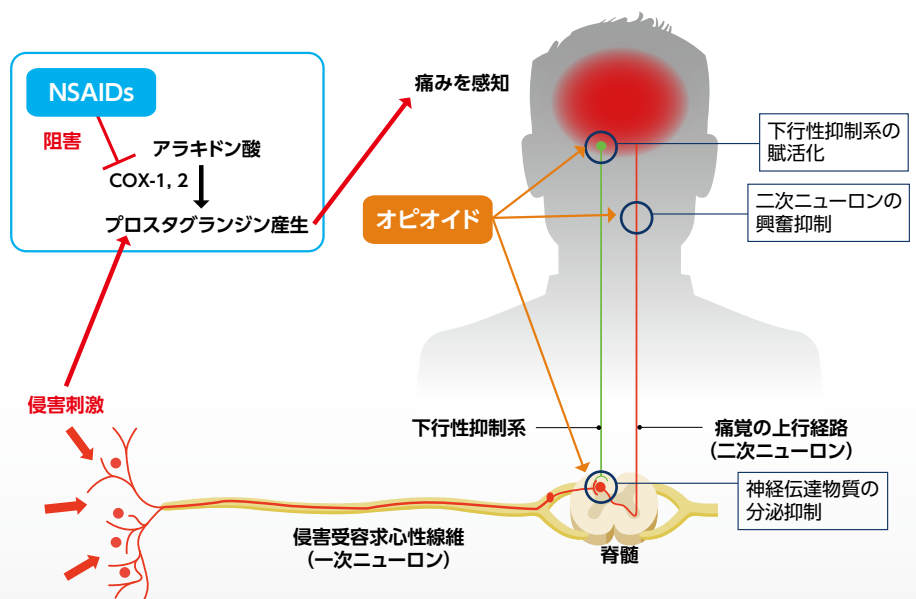 NSAIDs
阻害
アラキドン酸
COX-1, 2
プロスタグランジン産生
痛みを感知
オピオイド
下行性抑制系の
賦活化
二次ニューロンの
興奮抑制
侵害刺激
下行性抑制系
痛覚の上行経路
(二次ニューロン)
神経伝達物質の
分泌抑制
侵害受容求心性線維
(一次ニューロン)
脊髄